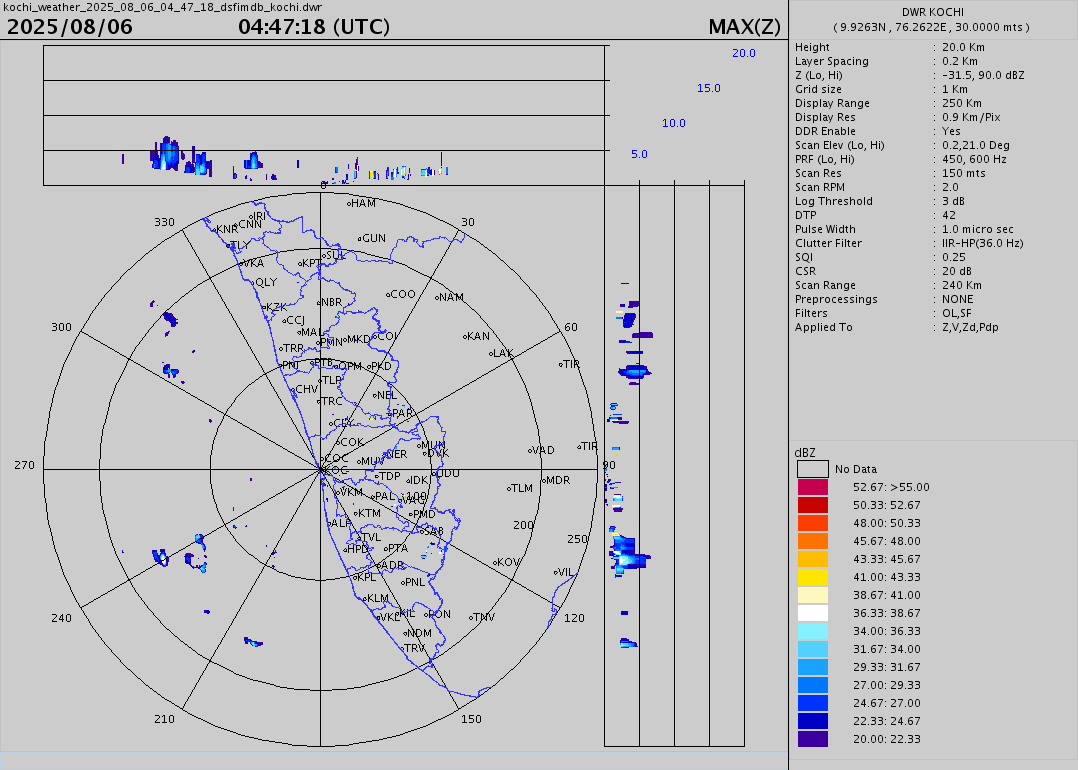 kochi_weather_2025_08_06_04_47_18_dsfimdb_kochi.dwr
2025/08/06 04:47:18 (UTC) MAX(Z)
DWR KOCHI
( 9.9263N , 76.2622E , 30.0000 mts )
Height : 20.0 Km
Layer Spacing : 0.2 Km
Z (Lo, Hi) : -31.5, 90.0 dBZ
Grid size : 1 Km
Display Range : 250 Km
Display Res : 0.9 Km/Pix
DDR Enable : Yes
Scan Elev (Lo, Hi) : 0.2,21.0 Deg
PRF (Lo, Hi) : 450, 600 Hz
Scan Res : 150 mts
Scan RPM : 2.0
Log Threshold : 3 dB
DTP : 42
Pulse Width : 1.0 micro sec
Clutter Filter : IIR-HP(36.0 Hz)
SQI : 0.25
CSR : 20 dB
Scan Range : 240 Km
Preprocessings : NONE
Filters : OL,SF
Applied To : Z,V,Zd,Pdp
20.0
15.0
10.0
5.0
0
HAM
IRI
330 CNN 30
KNR
GUN
TLY
SUL
VKA KPT
QLY
COO NAM
KZK NBR
CCJ
300 MAL KAN 60
PMN MKD COI
TRR LAK
PNI PTB OPM PKD TIR
TLP
CHV NEL
TRC
PAR
CLY
COK MUN TIR
VAD
DVK
NER
COC MUV
270 KOC 90
TDP UDU
IDK MDR
TLM
VKM PAL 100
VAG
KTM PMD
ALP 200
SAB
TVL 250
HPD PTA
ADR KOV
KPL PNL VIL
KLM
240 VKL KIL PON TNV 120
NDM
TRV
210 150
dBZ
No Data
52.67: >55.00
50.33: 52.67
48.00: 50.33
45.67: 48.00
43.33: 45.67
41.00: 43.33
38.67: 41.00
36.33: 38.67
34.00: 36.33
31.67: 34.00
29.33: 31.67
27.00: 29.33
24.67: 27.00
22.33: 24.67
20.00: 22.33